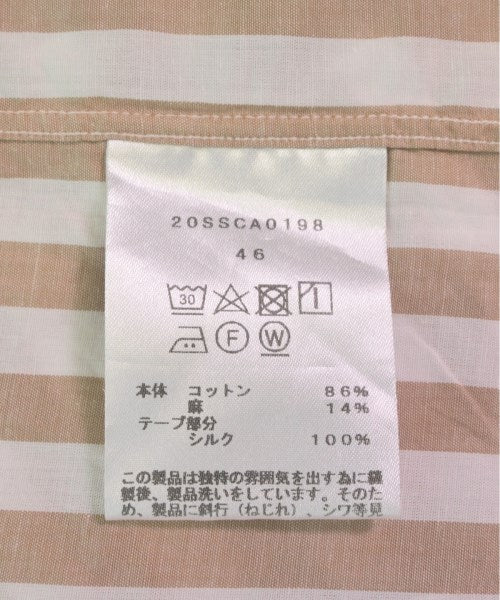 20SSCA0198
46
30
F W
本体 コットン 86%
麻 14%
テープ部分
シルク 100%
この製品は独特の雰囲気を出す為に縫
製後、製品洗いをしています。そのた
め、製品に斜行(ねじれ)、シワ等見